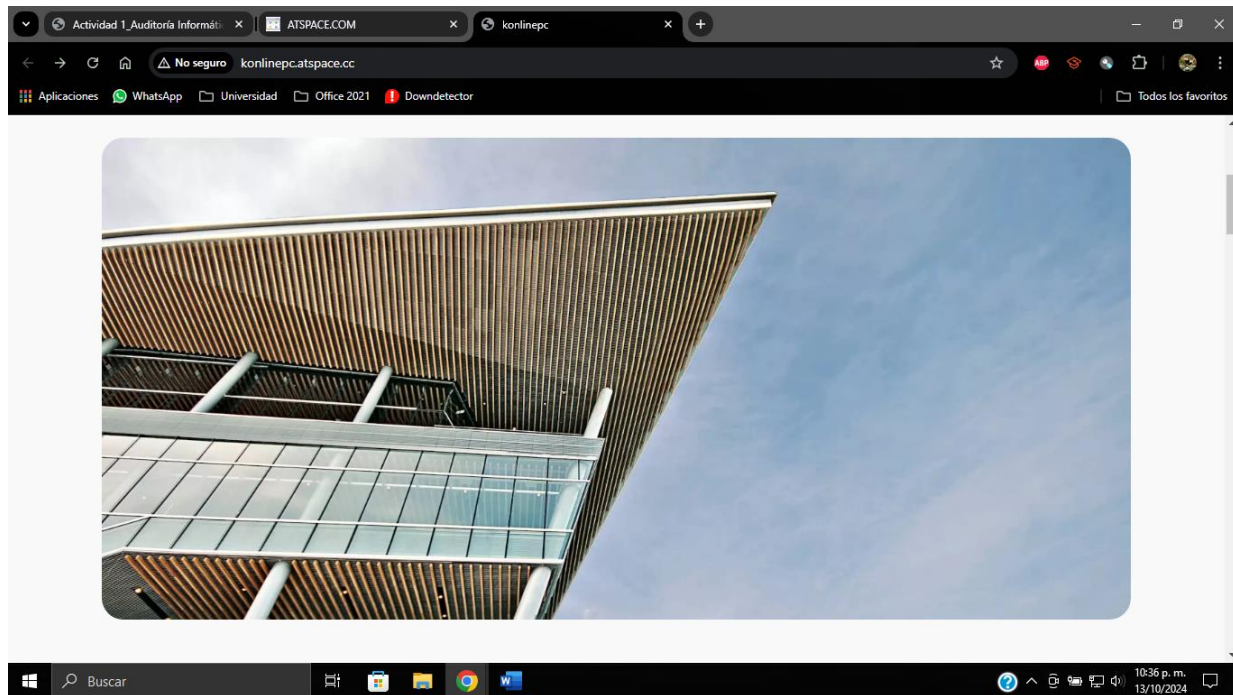 Actividad 1_Auditoría Informáti
ATSPACE.COM
konlinepc
No seguro
konlinepc.atspace.cc
ABP
Aplicaciones
WhatsApp
Universidad
Office 2021
Downdetector
Todos los favoritos
Buscar
10:36 p. m.
13/10/2024